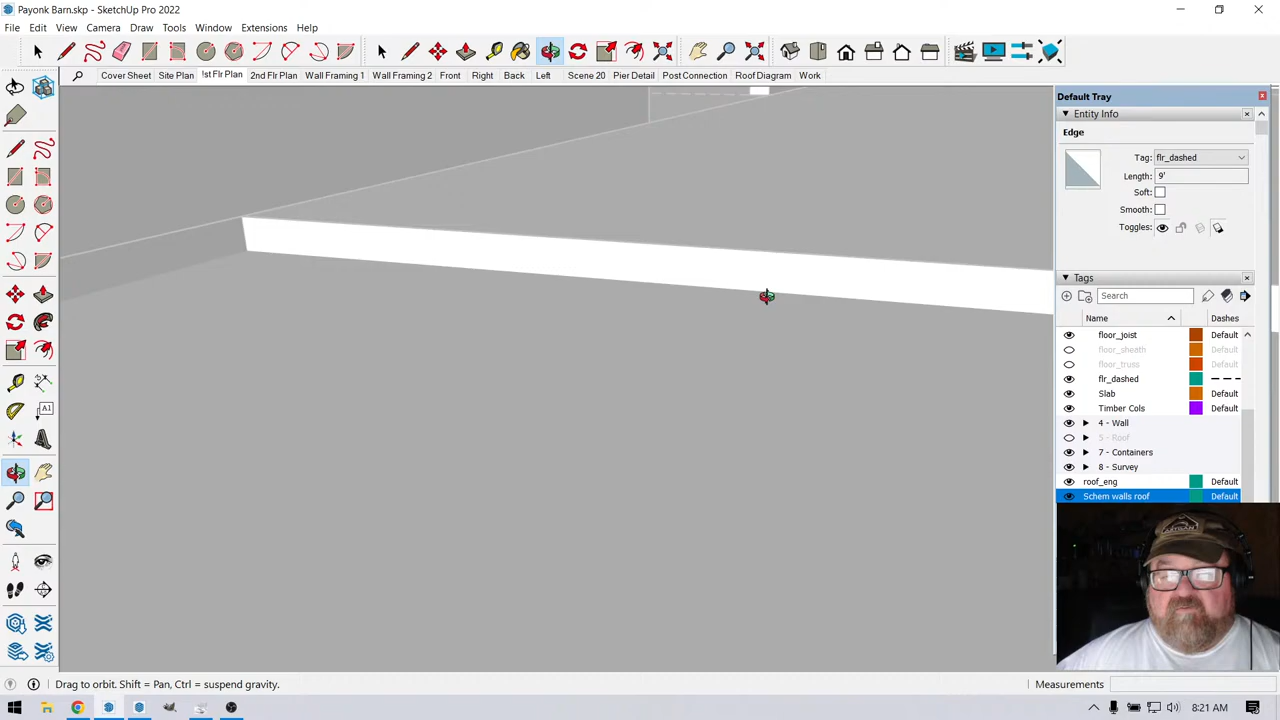 Payonk Barn.skp - SketchUp Pro 2022
File Edit View Camera Draw Tools Window Extensions Help
Cover Sheet Site Plan !st Flr Plan 2nd Flr Plan Wall Framing 1 Wall Framing 2 Front Right Back Left Scene 20 Pier Detail Post Connection Roof Diagram Work
Default Tray
Entity Info
Edge
Tag: flr_dashed
Length: 9'
Soft:
Smooth:
Toggles:
Tags
Search
Name Dashes
floor_joist Default
floor_sheath Default
floor_truss Default
flr_dashed
Slab Default
Timber Cols Default
4 - Wall
5 - Roof
7 - Containers
8 - Survey
roof_eng Default
Schem walls roof Default
A1
Drag to orbit. Shift = Pan, Ctrl = suspend gravity.
Measurements
8:21 AM